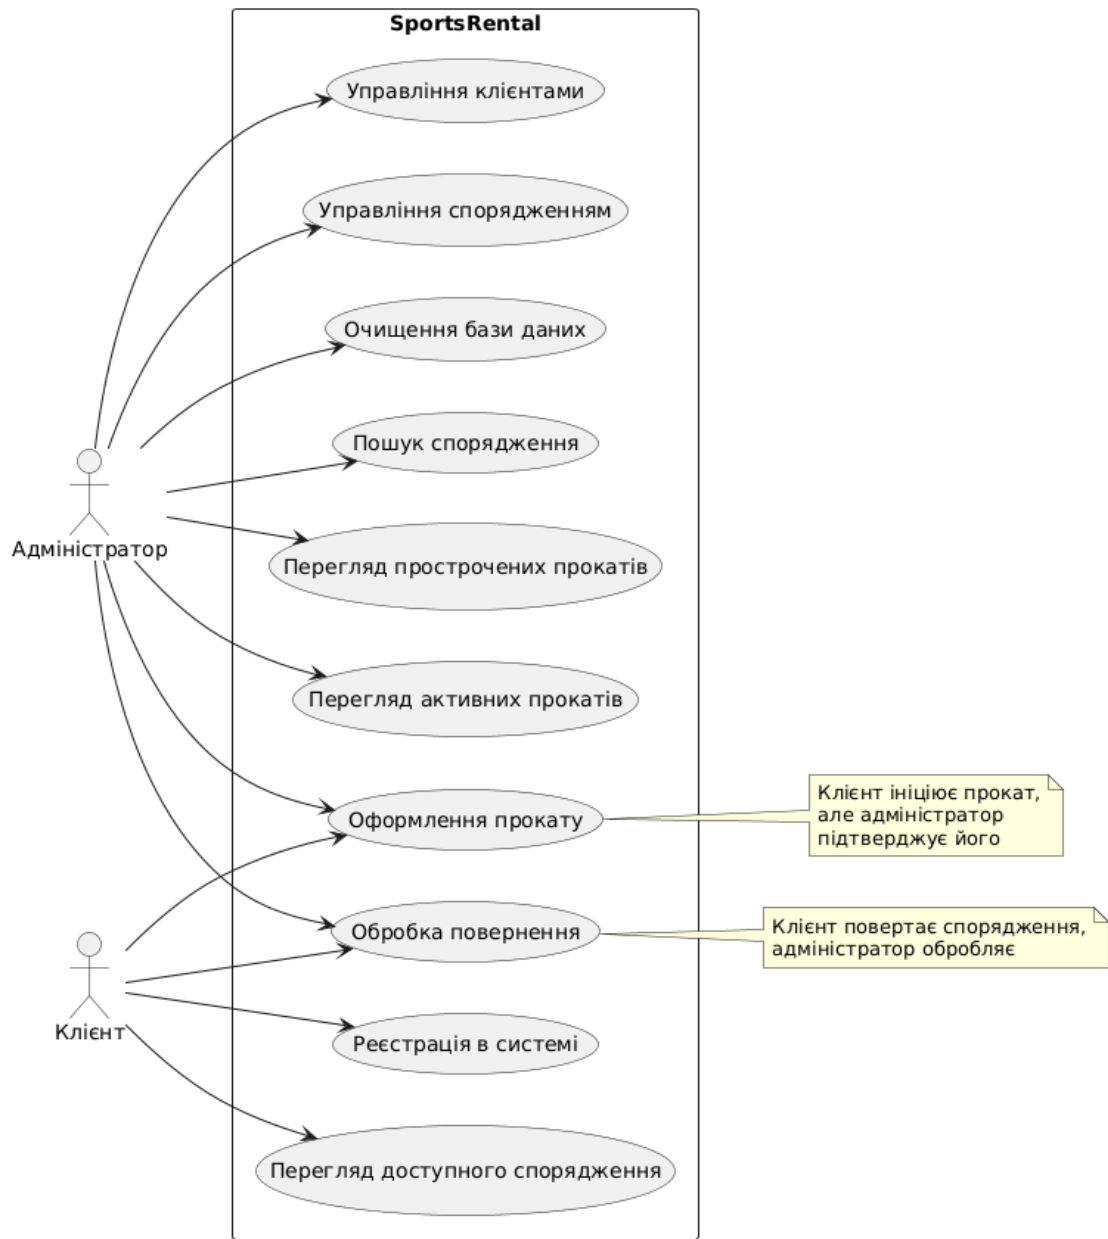 SportsRental
Управління клієнтами
Управління спорядженням
Очищення бази даних
Пошук спорядження
Адміністратор
Перегляд прострочених прокатів
Перегляд активних прокатів
Оформлення прокату
Клієнт ініціює прокат,
але адміністратор
підтверджує його
Обробка повернення
Клієнт повертає спорядження,
адміністратор обробляє
Клієнт
Реєстрація в системі
Перегляд доступного спорядження